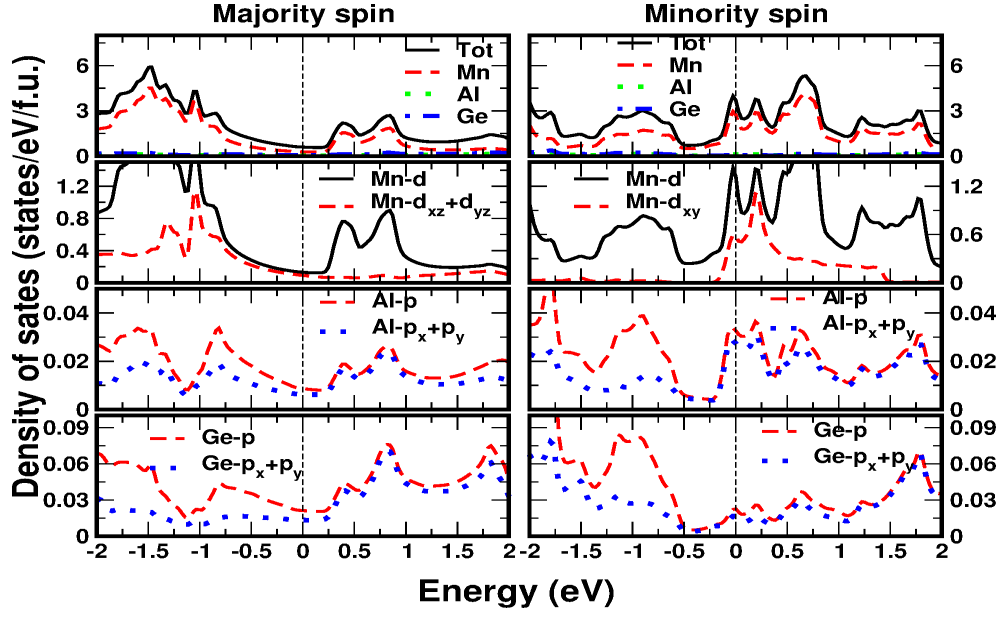 Majority spin
Minority spin
Density of sates (states/eV/f.u.)
6
3
0
Tot
Mn
Al
Ge
Tot
Mn
Al
Ge
6
3
0
1.2
0.8
0.4
0
Mn-d
Mn-dxz+dyz
Mn-d
Mn-dxy
1.2
0.6
0
0.04
0.02
0
Al-p
Al-px+py
Al-p
Al-px+py
0.04
0.02
0
0.09
0.06
0.03
0
Ge-p
Ge-px+py
Ge-p
Ge-px+py
0.09
0.06
0.03
0
-2 -1.5 -1 -0.5 0 0.5 1 1.5 2
-2 -1.5 -1 -0.5 0 0.5 1 1.5 2
Energy (eV)